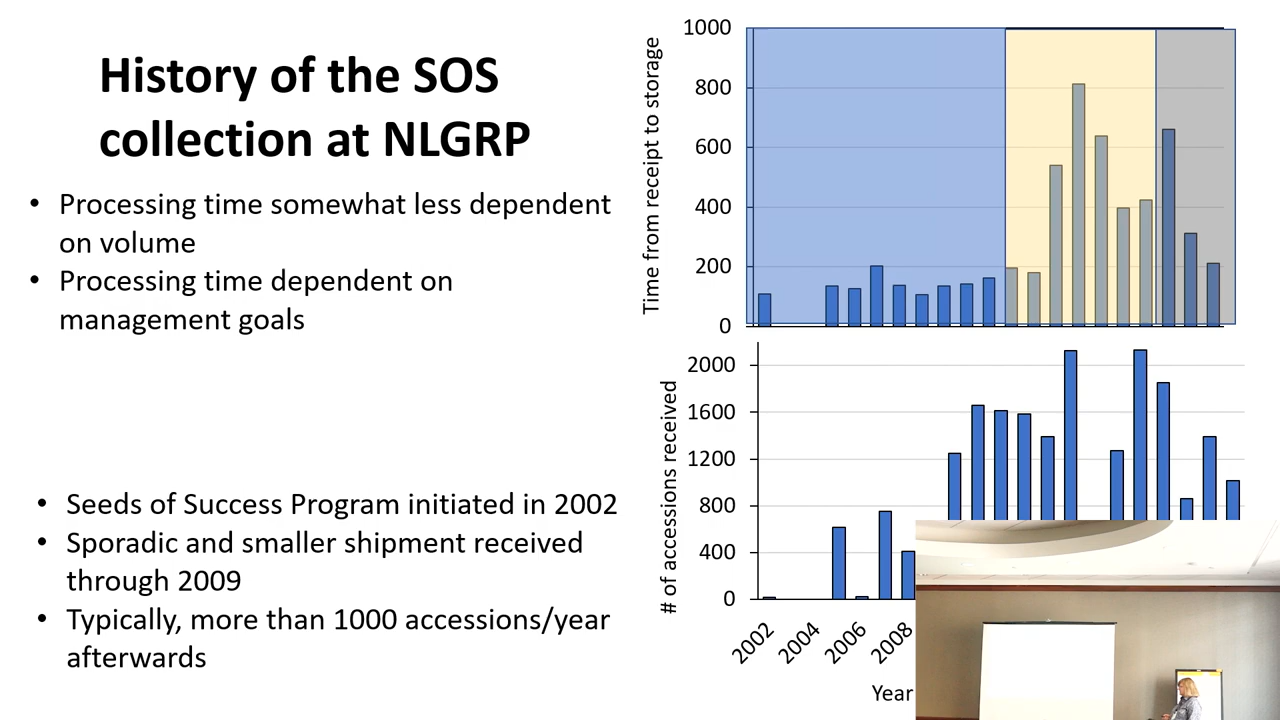 History of the SOS
collection at NLGRP
• Processing time somewhat less dependent
on volume
• Processing time dependent on
management goals
• Seeds of Success Program initiated in 2002
• Sporadic and smaller shipment received
through 2009
• Typically, more than 1000 accessions/year
afterwards
Time from receipt to storage
1000
800
600
400
200
0
# of accessions received
2000
1600
1200
800
400
0
2002
2004
2006
2008
Year